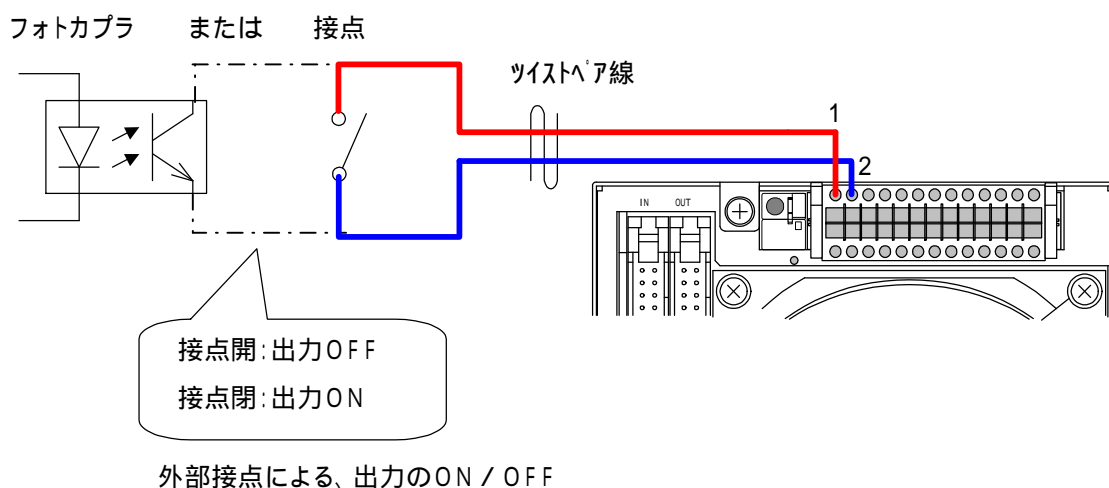 フォトカプラ または 接点
ツイストペア線
1
2
IN OUT
接点開:出力OFF
接点閉:出力ON
外部接点による、出力のON/OFF